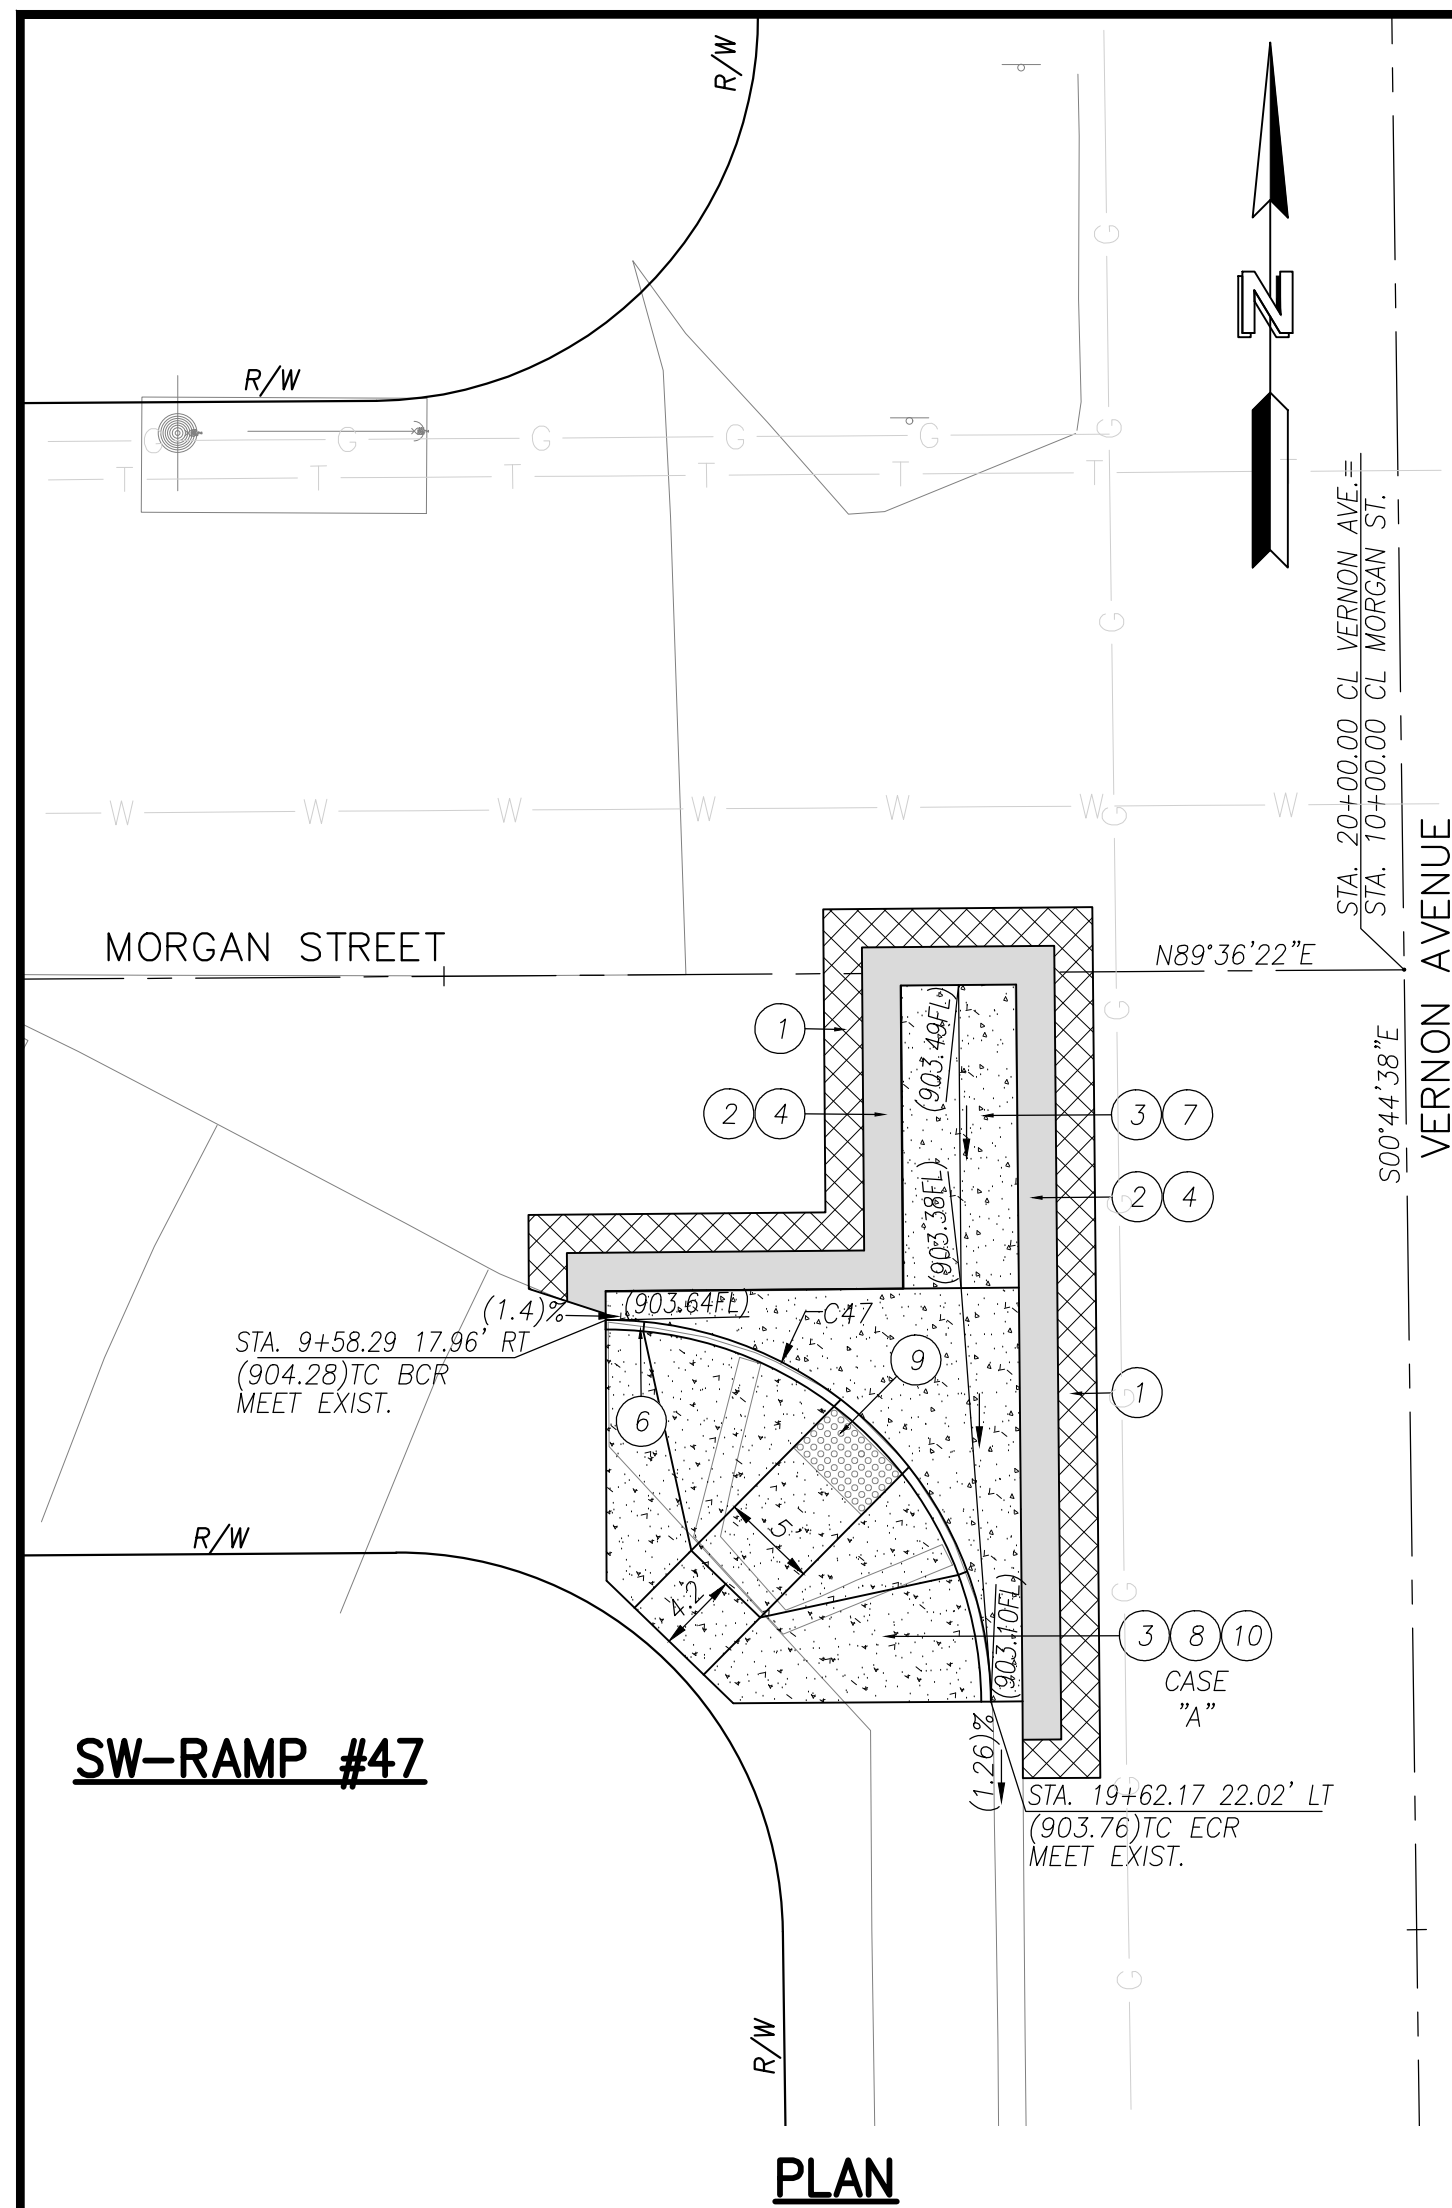 R/W
N
R/W
G
G G G G G G
T T T T T T T
STA. 20+00.00 CL VERNON AVE.=
STA. 10+00.00 CL MORGAN ST.
G
W W W W W W W
G
VERNON AVENUE
MORGAN STREET
N89°36'22"E
S00°44'38"E
G
1
(903.49FL)
2 4
3 7
(903.38FL)
2 4
G
(1.4)%
(903.64FL)
C47
STA. 9+58.29 17.96' RT
(904.28)TC BCR
MEET EXIST.
9
1
G
6
R/W
5
4.2
(903.10FL)
G
3 8 10
CASE
"A"
SW-RAMP #47
(1.26)%
G
STA. 19+62.17 22.02' LT
(903.76)TC ECR
MEET EXIST.
G
R/W
PLAN